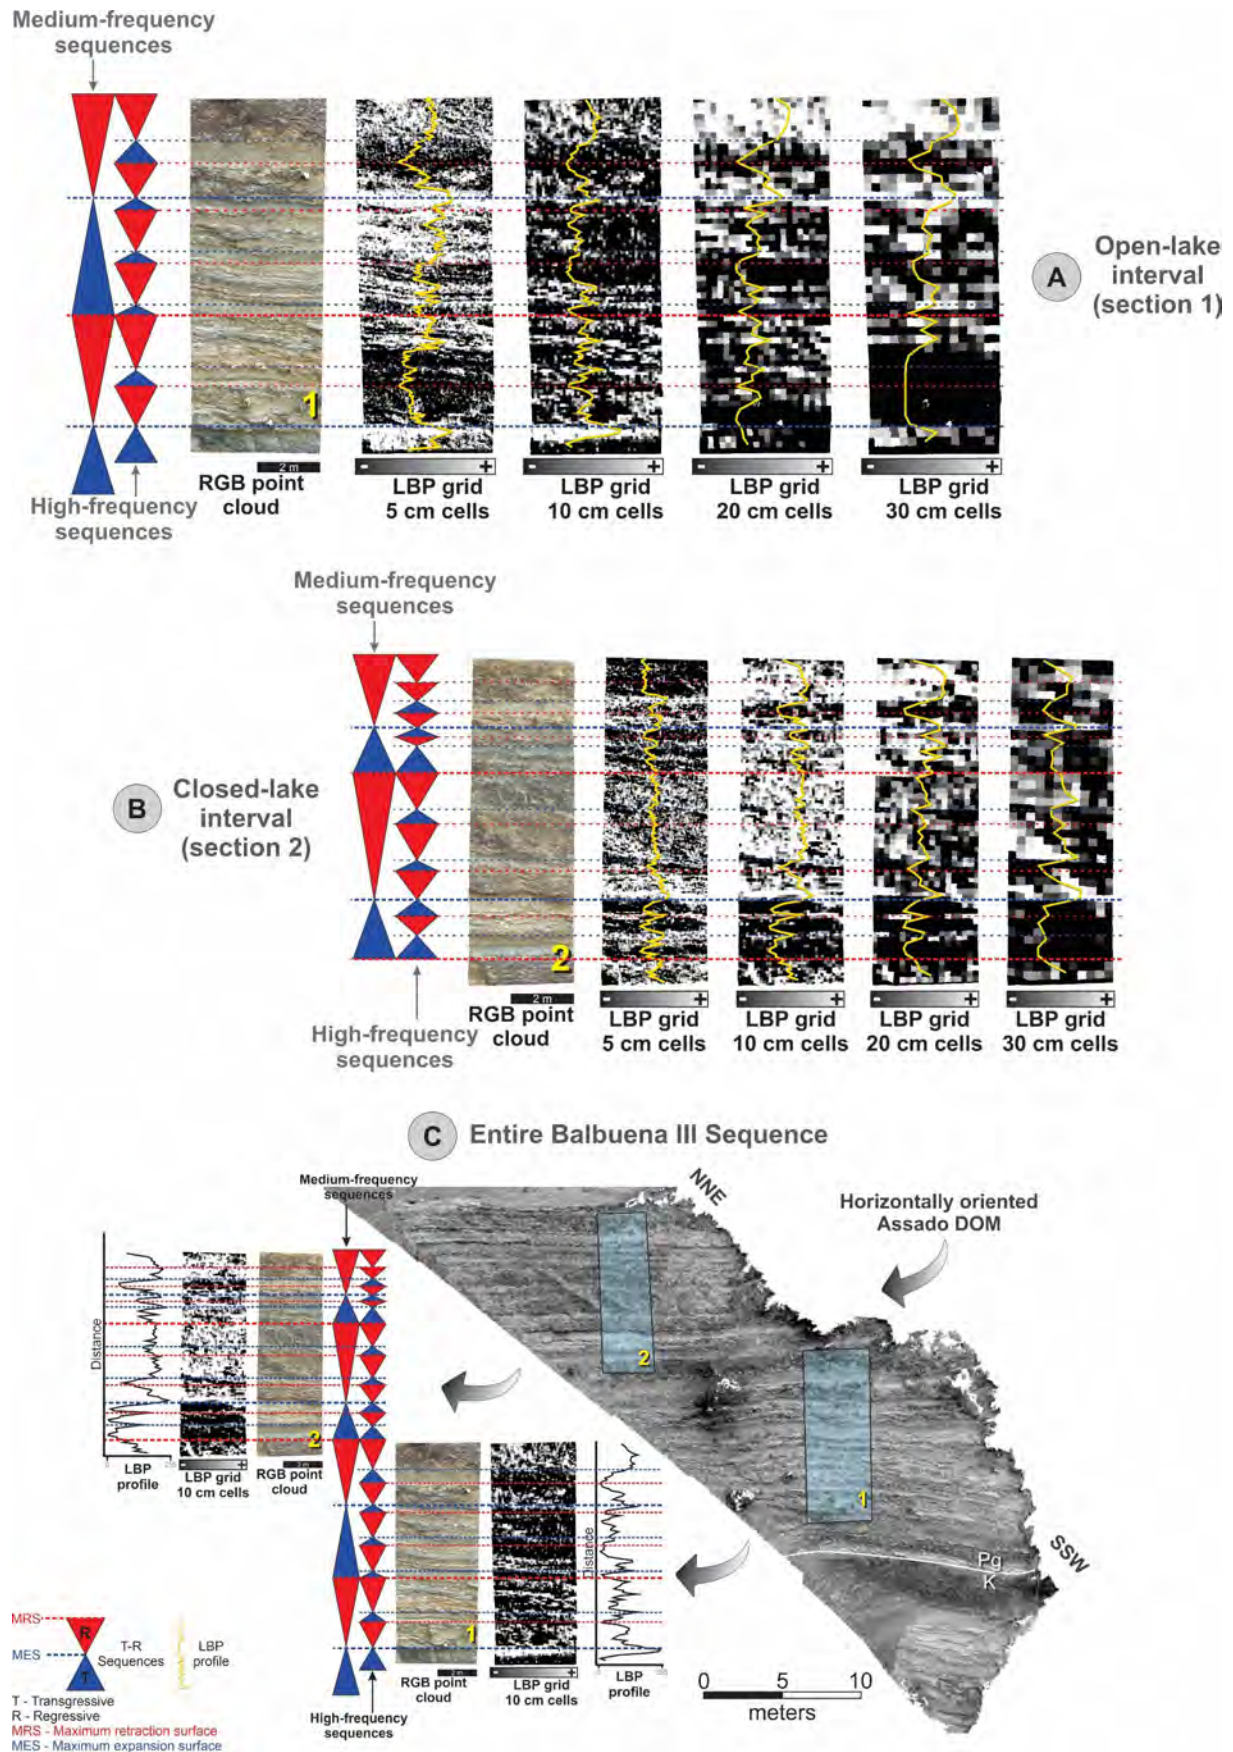 Medium-frequency
sequences
1
2 m
RGB point
cloud
- +
LBP grid
5 cm cells
- +
LBP grid
10 cm cells
- +
LBP grid
20 cm cells
- +
LBP grid
30 cm cells
High-frequency
sequences
A
Open-lake
interval
(section 1)
Medium-frequency
sequences
B
Closed-lake
interval
(section 2)
2
2 m
RGB point
cloud
- +
LBP grid
5 cm cells
- +
LBP grid
10 cm cells
- +
LBP grid
20 cm cells
- +
LBP grid
30 cm cells
High-frequency
sequences
C Entire Balbuena III Sequence
Medium-frequency
sequences
NNE
Horizontally oriented
Assado DOM
Distance
2
LBP
profile
- +
LBP grid
10 cm cells
2 m
RGB point
cloud
2
1
Pg
K
SSW
Distance
1
2 m
RGB point
cloud
- +
LBP grid
10 cm cells
LBP
profile
High-frequency
sequences
0 5 10
meters
MRS
R
MES
T
T-R
Sequences
LBP
profile
T - Transgressive
R - Regressive
MRS - Maximum retraction surface
MES - Maximum expansion surface